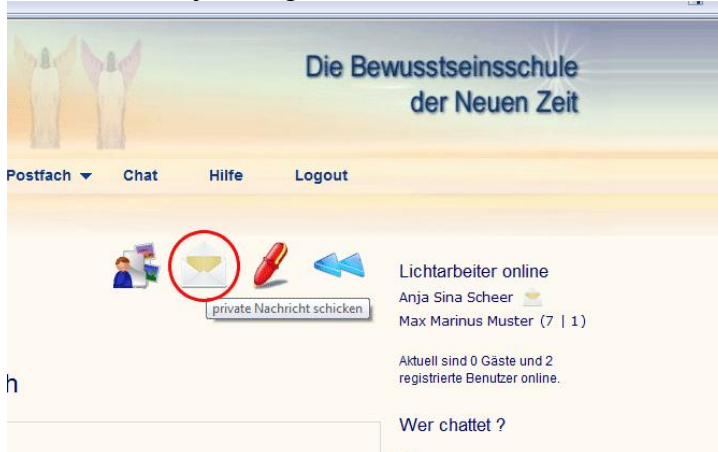 Die Bewusstseinsschule
der Neuen Zeit
Postfach Chat Hilfe Logout
private Nachricht schicken
Lichtarbeiter online
Anja Sina Scheer
Max Marinus Muster (7 | 1)
Aktuell sind 0 Gäste und 2
registrierte Benutzer online.
h
Wer chattet ?